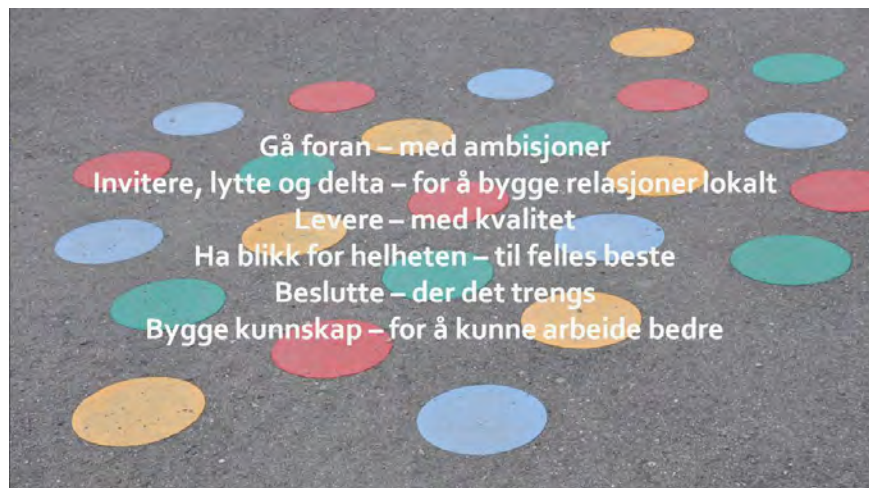 Gå foran – med ambisjoner
Invitere, lytte og delta – for å bygge relasjoner lokalt
Levere – med kvalitet
Ha blikk for helheten – til felles beste
Beslutte – der det trengs
Bygge kunnskap – for å kunne arbeide bedre